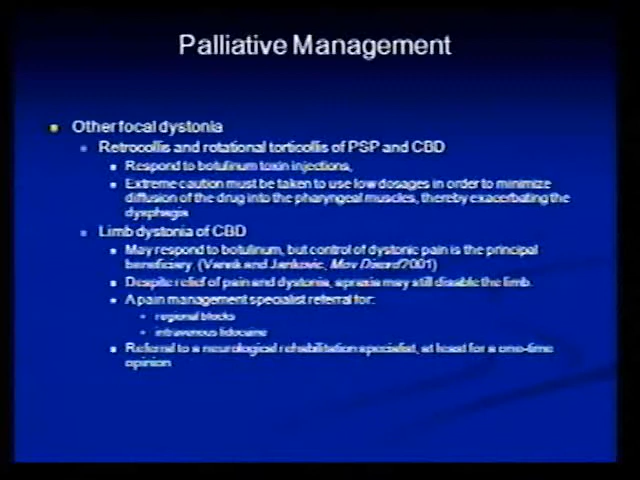 Palliative Management
Other focal dystonia
Retrocollis and rotational torticollis of PSP and CBD
Respond to botulinum toxin injections,
Extreme caution must be taken to use low dosages in order to minimize
diffusion of the drug into the pharyngeal muscles, thereby exacerbating the
dysphagia
Limb dystonia of CBD
May respond to botulinum, but control of dystonic pain is the principal
beneficiary. (Vanek and Jankovic, Mov Disord 2001)
Despite relief of pain and dystonia, apraxia may still disable the limb.
A pain management specialist referral for:
regional blocks
intravenous lidocaine
Referral to a neurological rehabilitation specialist, at least for a one-time
opinion